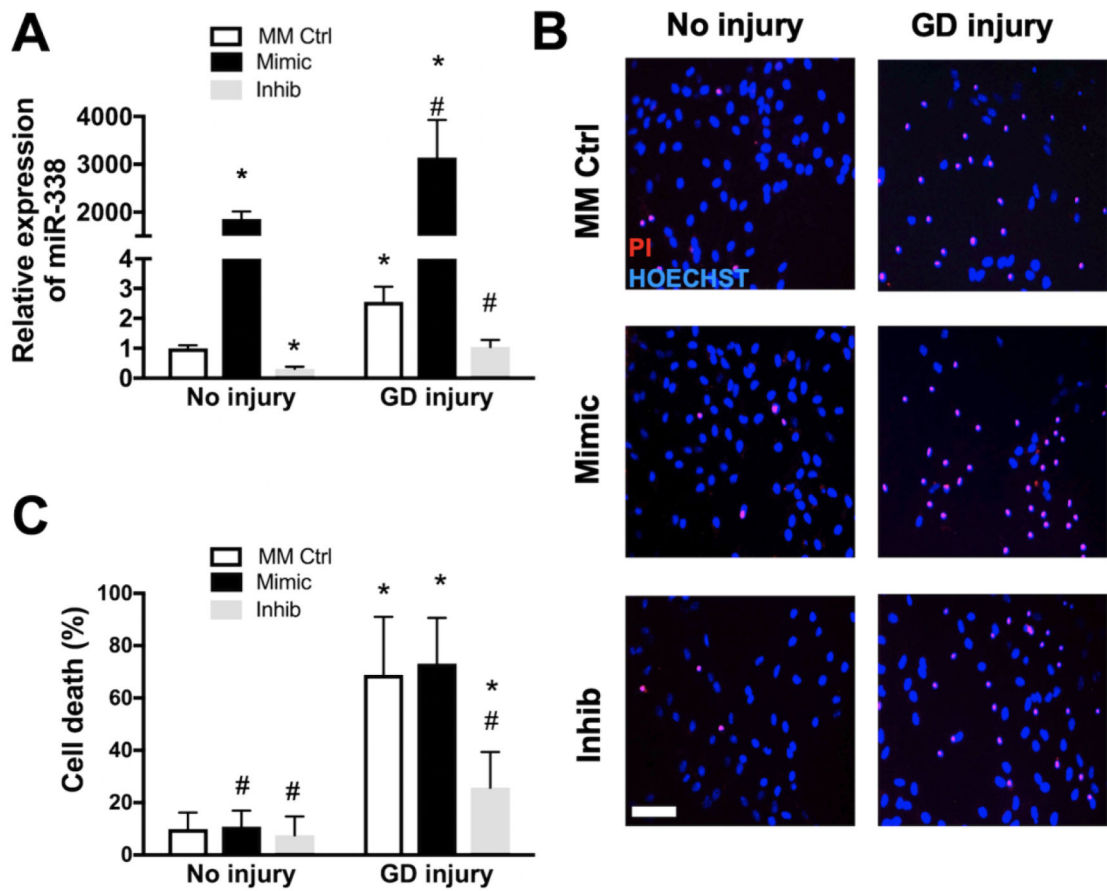 A
MM Ctrl
Mimic
Inhib
Relative expression
of miR-338
4000
3000
2000
4
3
2
1
0
*
*
*
*
#
*
#
No injury
GD injury
B
No injury
GD injury
MM Ctrl
PI
HOECHST
Mimic
Inhib
C
MM Ctrl
Mimic
Inhib
Cell death (%)
100
80
60
40
20
0
#
#
*
*
*
#
No injury
GD injury